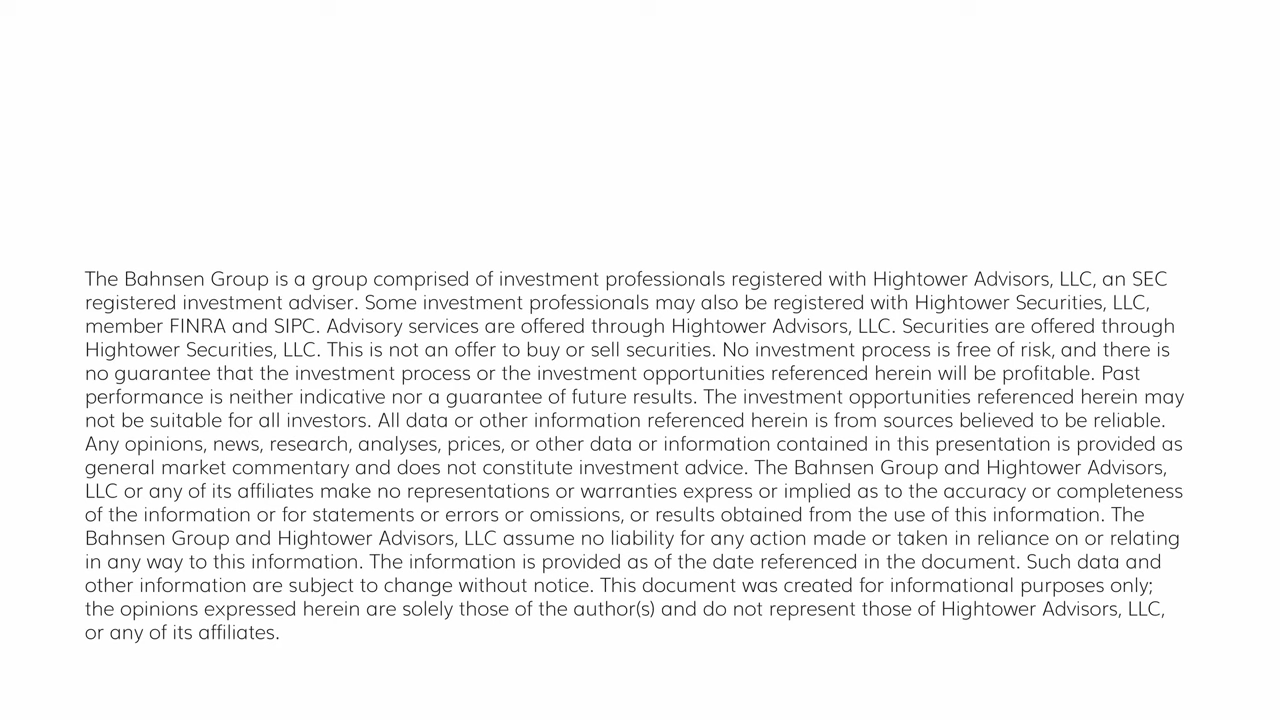 The Bahnsen Group is a group comprised of investment professionals registered with Hightower Advisors, LLC, an SEC
registered investment adviser. Some investment professionals may also be registered with Hightower Securities, LLC,
member FINRA and SIPC. Advisory services are offered through Hightower Advisors, LLC. Securities are offered through
Hightower Securities, LLC. This is not an offer to buy or sell securities. No investment process is free of risk, and there is
no guarantee that the investment process or the investment opportunities referenced herein will be profitable. Past
performance is neither indicative nor a guarantee of future results. The investment opportunities referenced herein may
not be suitable for all investors. All data or other information referenced herein is from sources believed to be reliable.
Any opinions, news, research, analyses, prices, or other data or information contained in this presentation is provided as
general market commentary and does not constitute investment advice. The Bahnsen Group and Hightower Advisors,
LLC or any of its affiliates make no representations or warranties express or implied as to the accuracy or completeness
of the information or for statements or errors or omissions, or results obtained from the use of this information. The
Bahnsen Group and Hightower Advisors, LLC assume no liability for any action made or taken in reliance on or relating
in any way to this information. The information is provided as of the date referenced in the document. Such data and
other information are subject to change without notice. This document was created for informational purposes only;
the opinions expressed herein are solely those of the author(s) and do not represent those of Hightower Advisors, LLC,
or any of its affiliates.